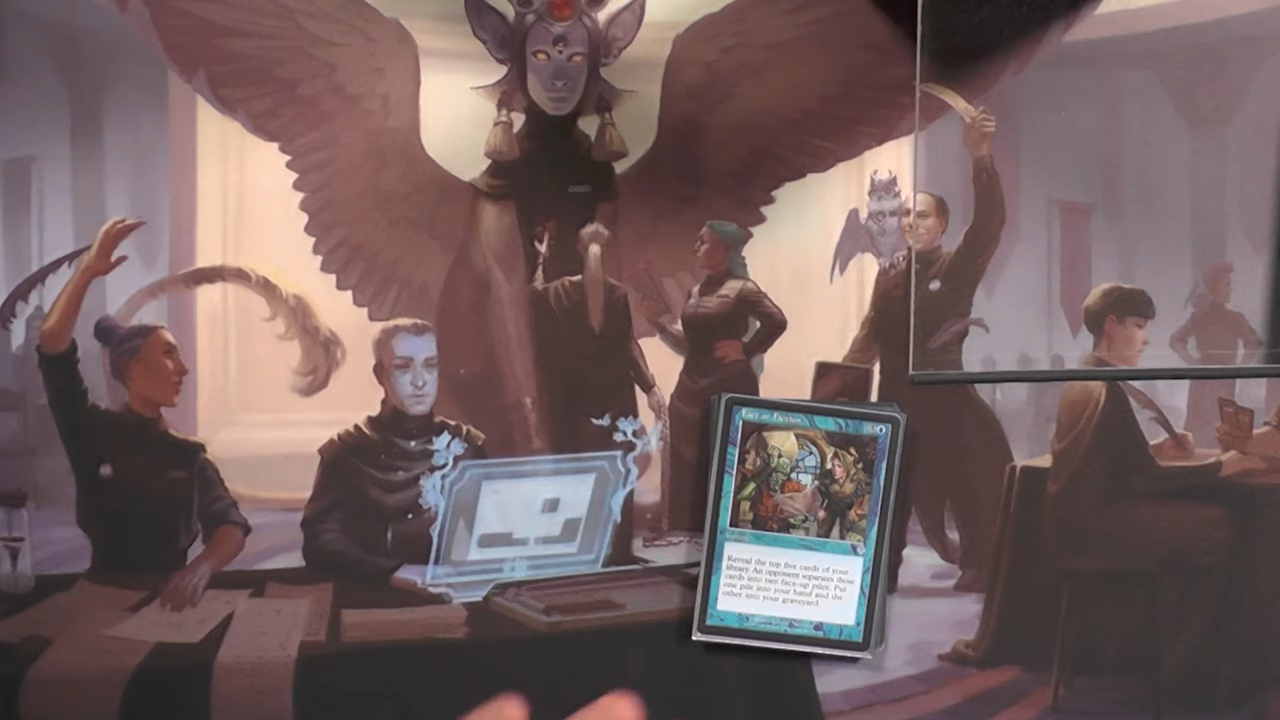 Fact or Fiction
Reveal the top five cards of your
library. An opponent separates those
cards into two face-up piles. Put
one pile into your hand and the
other into your graveyard.